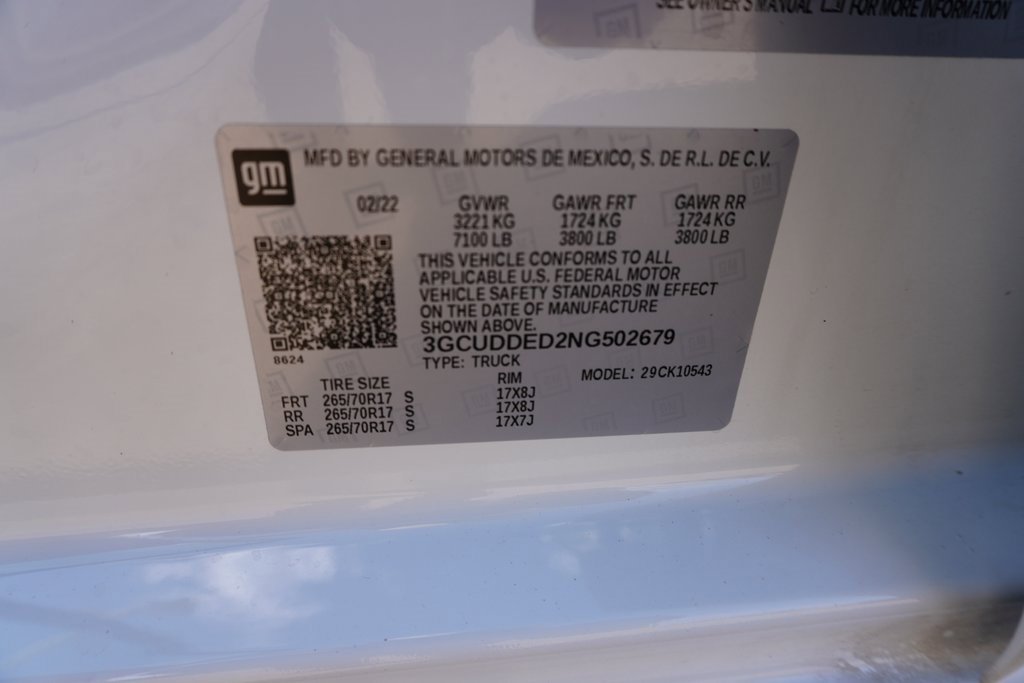 SEE OWNER'S MANUAL FOR MORE INFORMATION
gm MFD BY GENERAL MOTORS DE MEXICO, S. DE R.L. DE C.V.
02/22 GVWR GAWR FRT GAWR RR
3221 KG 1724 KG 1724 KG
7100 LB 3800 LB 3800 LB
THIS VEHICLE CONFORMS TO ALL
APPLICABLE U.S. FEDERAL MOTOR
VEHICLE SAFETY STANDARDS IN EFFECT
ON THE DATE OF MANUFACTURE
SHOWN ABOVE.
3GCUDDED2NG502679
8624 TYPE: TRUCK
TIRE SIZE RIM MODEL: 29CK10543
FRT 265/70R17 S 17X8J
RR 265/70R17 S 17X8J
SPA 265/70R17 S 17X7J